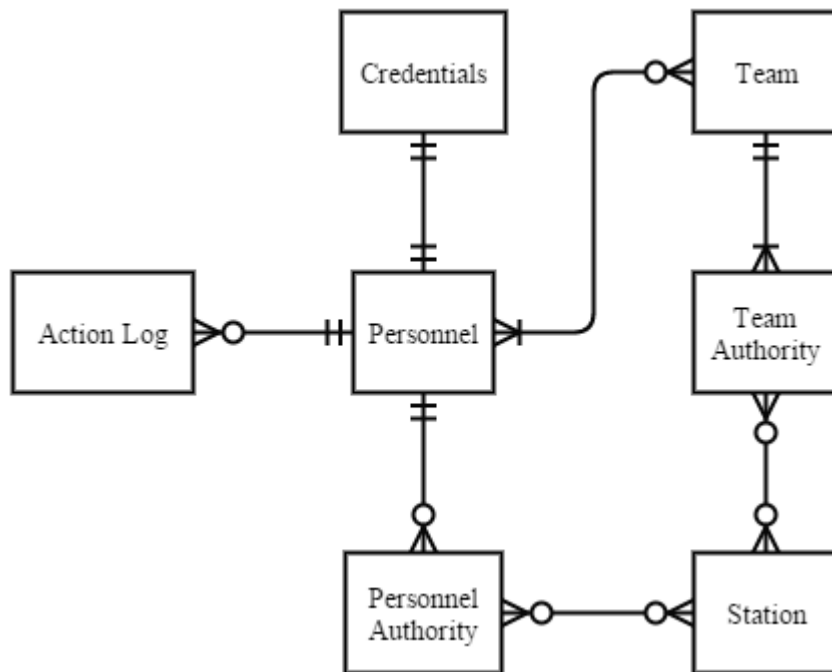 Credentials
Team
Action Log
Personnel
Team
Authority
Personnel
Authority
Station